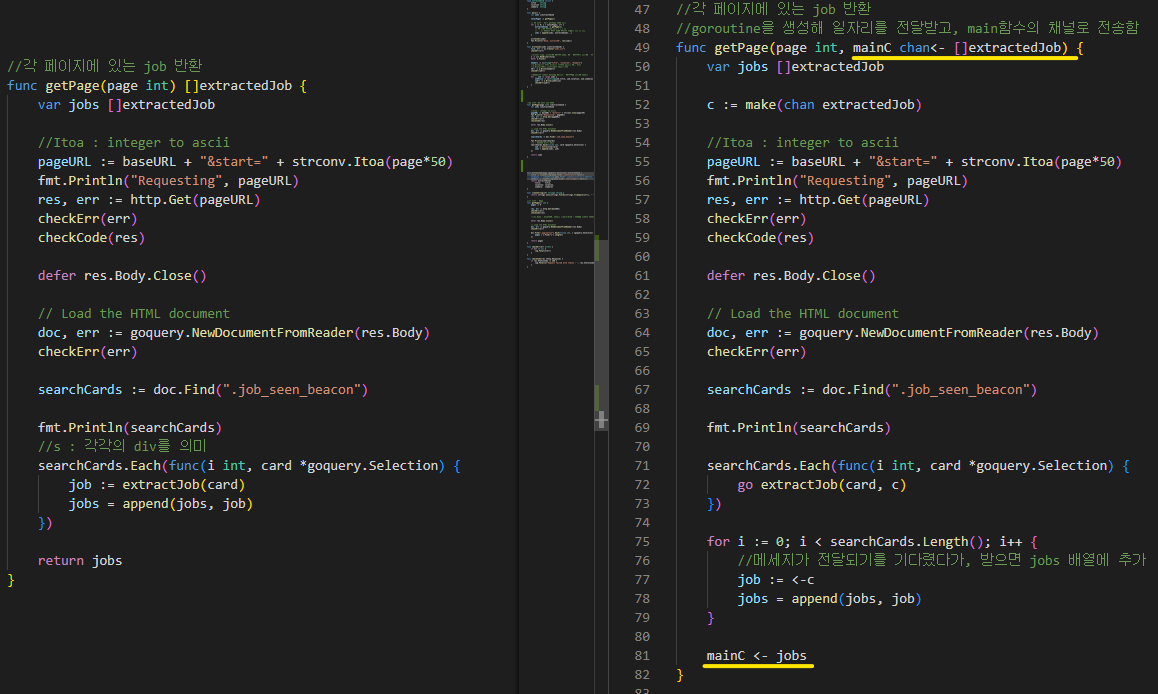 //각 페이지에 있는 job 반환
func getPage(page int) []extractedJob {
var jobs []extractedJob
//Itoa : integer to ascii
pageURL := baseURL + "&start=" + strconv.Itoa(page*50)
fmt.Println("Requesting", pageURL)
res, err := http.Get(pageURL)
checkErr(err)
checkCode(res)
defer res.Body.Close()
// Load the HTML document
doc, err := goquery.NewDocumentFromReader(res.Body)
checkErr(err)
searchCards := doc.Find(".job_seen_beacon")
fmt.Println(searchCards)
//s : 각각의 div를 의미
searchCards.Each(func(i int, card *goquery.Selection) {
job := extractJob(card)
jobs = append(jobs, job)
})
return jobs
}
47 //각 페이지에 있는 job 반환
48 //goroutine을 생성해 일자리를 전달받고, main함수의 채널로 전송함
49 func getPage(page int, mainC chan<- []extractedJob) {
50 var jobs []extractedJob
51
52 c := make(chan extractedJob)
53
54 //Itoa : integer to ascii
55 pageURL := baseURL + "&start=" + strconv.Itoa(page*50)
56 fmt.Println("Requesting", pageURL)
57 res, err := http.Get(pageURL)
58 checkErr(err)
59 checkCode(res)
60
61 defer res.Body.Close()
62
63 // Load the HTML document
64 doc, err := goquery.NewDocumentFromReader(res.Body)
65 checkErr(err)
66
67 searchCards := doc.Find(".job_seen_beacon")
68
69 fmt.Println(searchCards)
70
71 searchCards.Each(func(i int, card *goquery.Selection) {
72 go extractJob(card, c)
73 })
74
75 for i := 0; i < searchCards.Length(); i++ {
76 //메세지가 전달되기를 기다렸다가, 받으면 jobs 배열에 추가
77 job := <-c
78 jobs = append(jobs, job)
79 }
80
81 mainC <- jobs
82 }